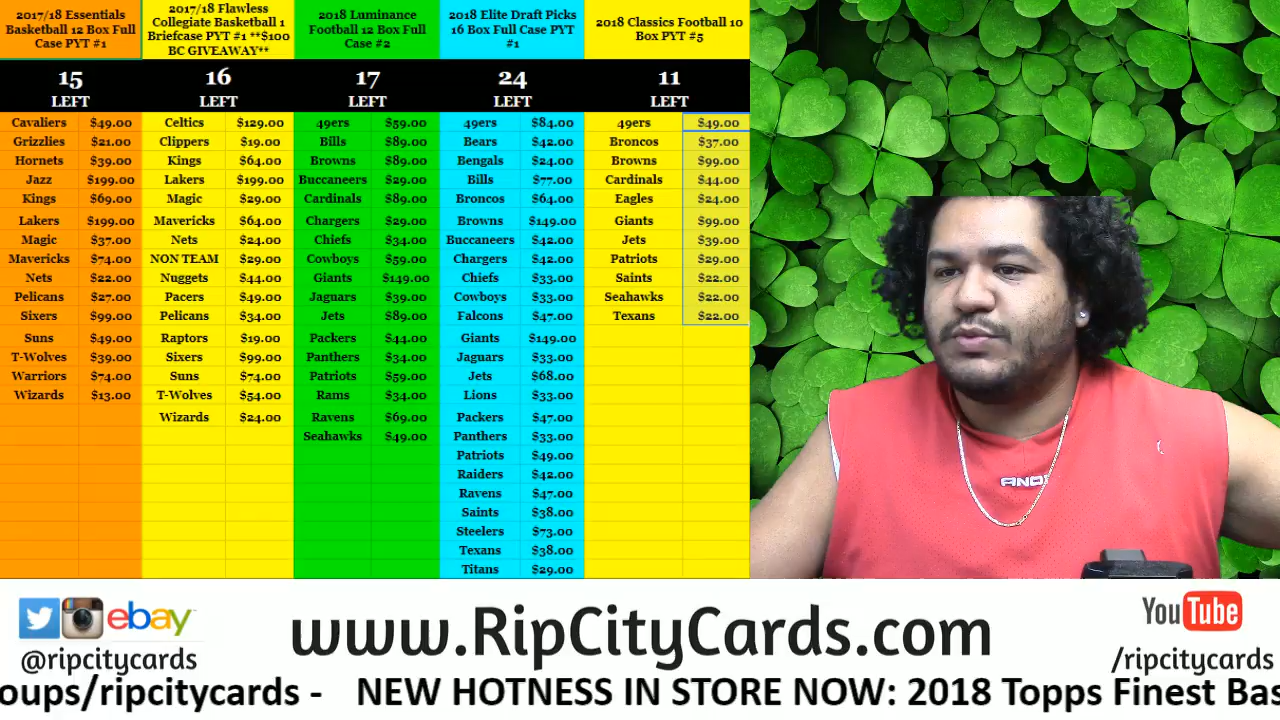 2017/18 Essentials
Basketball 12 Box Full
Case PYT #1
15
LEFT
Cavaliers $49.00
Grizzlies $21.00
Hornets $39.00
Jazz $199.00
Kings $69.00
Lakers $199.00
Magic $37.00
Mavericks $74.00
Nets $22.00
Pelicans $27.00
Sixers $99.00
Suns $49.00
T-Wolves $39.00
Warriors $74.00
Wizards $13.00
2017/18 Flawless
Collegiate Basketball 1
Briefcase PYT #1 **$100
BC GIVEAWAY**
16
LEFT
Celtics $129.00
Clippers $19.00
Kings $64.00
Lakers $199.00
Magic $29.00
Mavericks $64.00
Nets $24.00
NON TEAM $29.00
Nuggets $44.00
Pacers $49.00
Pelicans $34.00
Raptors $19.00
Sixers $99.00
Suns $74.00
T-Wolves $54.00
Wizards $24.00
2018 Luminance
Football 12 Box Full
Case #2
17
LEFT
49ers $59.00
Bills $89.00
Browns $89.00
Buccaneers $29.00
Cardinals $89.00
Chargers $29.00
Chiefs $34.00
Cowboys $59.00
Giants $149.00
Jaguars $39.00
Jets $89.00
Packers $44.00
Panthers $34.00
Patriots $59.00
Rams $34.00
Ravens $69.00
Seahawks $49.00
2018 Elite Draft Picks
16 Box Full Case PYT
#1
24
LEFT
49ers $84.00
Bears $42.00
Bengals $24.00
Bills $77.00
Broncos $64.00
Browns $149.00
Buccaneers $42.00
Chargers $42.00
Chiefs $33.00
Cowboys $33.00
Falcons $47.00
Giants $149.00
Jaguars $33.00
Jets $68.00
Lions $33.00
Packers $47.00
Panthers $33.00
Patriots $49.00
Raiders $42.00
Ravens $47.00
Saints $38.00
Steelers $73.00
Texans $38.00
Titans $29.00
2018 Classics Football 10
Box PYT #5
11
LEFT
49ers $49.00
Broncos $37.00
Browns $99.00
Cardinals $44.00
Eagles $24.00
Giants $99.00
Jets $39.00
Patriots $29.00
Saints $22.00
Seahawks $22.00
Texans $22.00
AND1
ebay
@ripcitycards
www.RipCityCards.com
YouTube
/ripcitycards
oups/ripcitycards - NEW HOTNESS IN STORE NOW: 2018 Topps Finest Bas